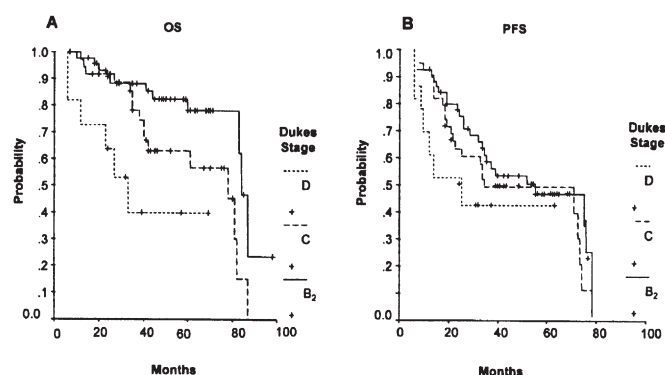 A
OS
1.0
.9
.8
.7
.6
.5
.4
.3
.2
.1
0.0
Probability
0
20
40
60
80
100
Months
Dukes
Stage
D
C
B2
B
PFS
1.0
.9
.8
.7
.6
.5
.4
.3
.2
.1
0.0
Probability
0
20
40
60
80
100
Months
Dukes
Stage
D
C
B2